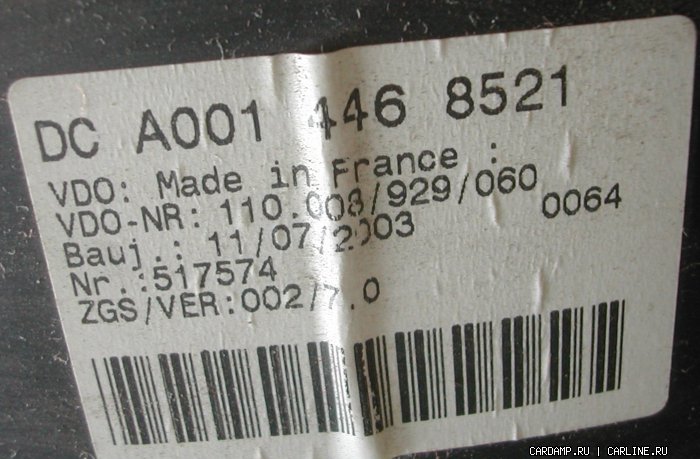 DC A001 446 8521
VDO: Made in France :
VDO-NR: 110.008/929/060
0064
Bauj.: 11/07/2003
Nr.:517574
ZGS/VER:002/7.0
CARDAMP.RU | CARLINE.RU